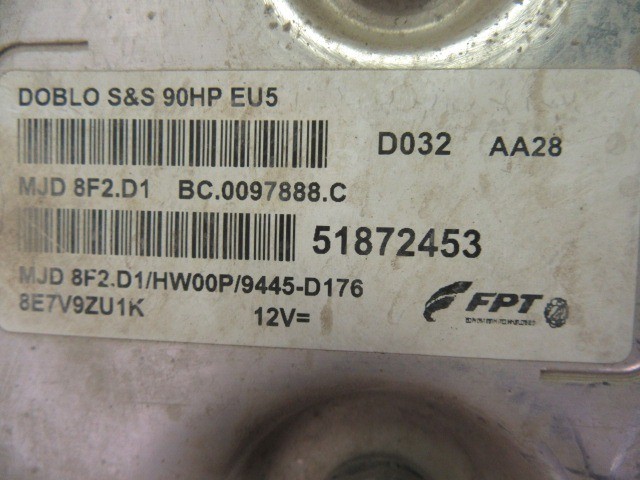 DOBLO S&S 90HP EU5
D032 AA28
MJD 8F2.D1 BC.0097888.C
51872453
MJD 8F2.D1/HW00P/9445-D176
8E7V9ZU1K 12V=
FPT